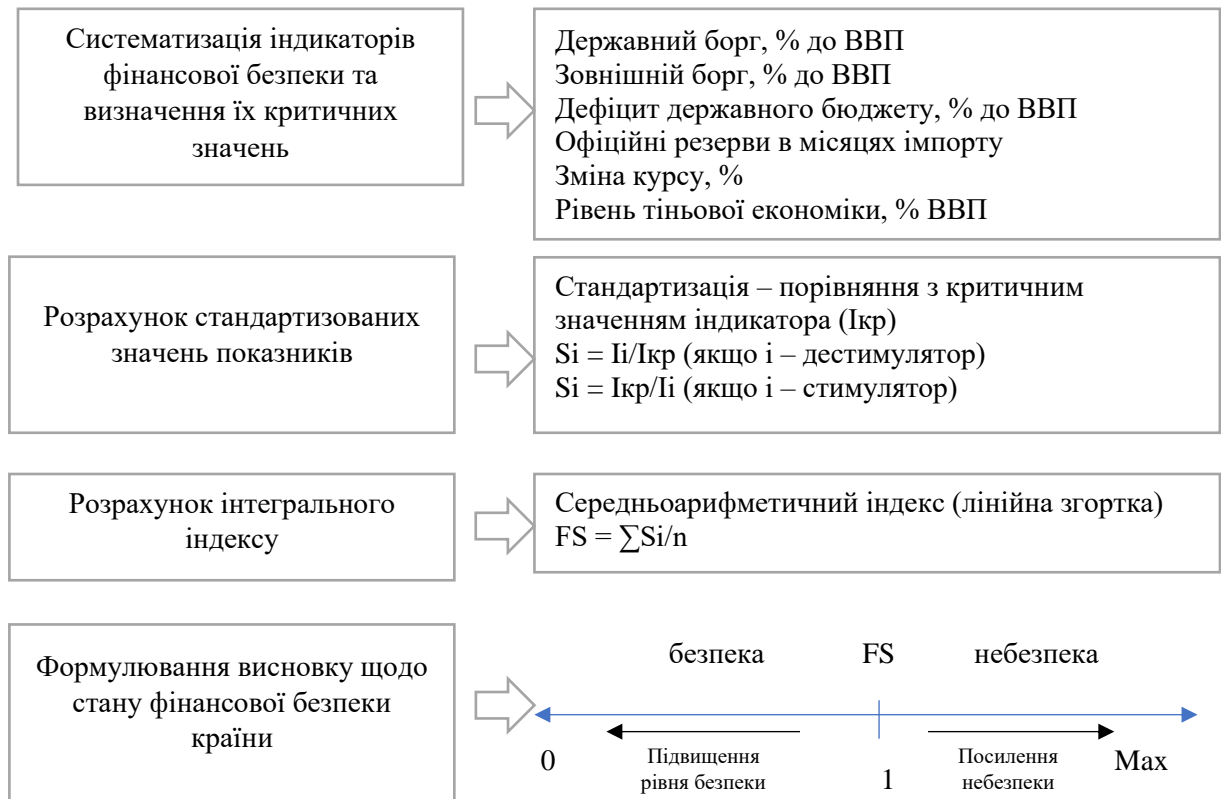 Систематизація індикаторів
фінансової безпеки та
визначення їх критичних
значень
Державний борг, % до ВВП
Зовнішній борг, % до ВВП
Дефіцит державного бюджету, % до ВВП
Офіційні резерви в місяцях імпорту
Зміна курсу, %
Рівень тіньової економіки, % ВВП
Розрахунок стандартизованих
значень показників
Стандартизація – порівняння з критичним
значенням індикатора (Ікр)
Si = Ii/Iкр (якщо і – дестимулятор)
Si = Iкр/Ii (якщо і – стимулятор)
Розрахунок інтегрального
індексу
Середньоарифметичний індекс (лінійна згортка)
FS = ∑Si/n
Формулювання висновку щодо
стану фінансової безпеки
країни
безпека FS небезпека
0 Підвищення
рівня безпеки
1
Посилення
небезпеки
Max